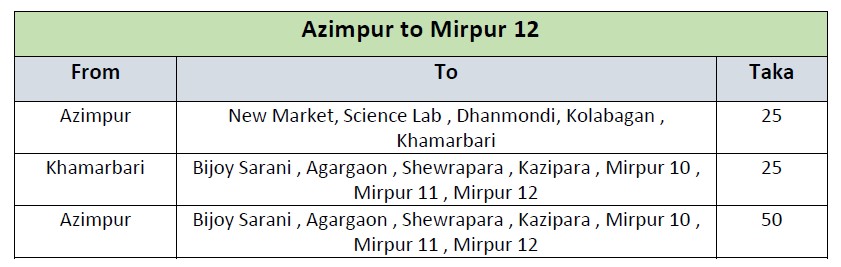 Azimpur to Mirpur 12
From To Taka
Azimpur New Market, Science Lab , Dhanmondi, Kolabagan , 25
Khamarbari
Khamarbari Bijoy Sarani , Agargaon , Shewrapara , Kazipara , Mirpur 10 , 25
Mirpur 11 , Mirpur 12
Azimpur Bijoy Sarani , Agargaon , Shewrapara , Kazipara , Mirpur 10 , 50
Mirpur 11 , Mirpur 12